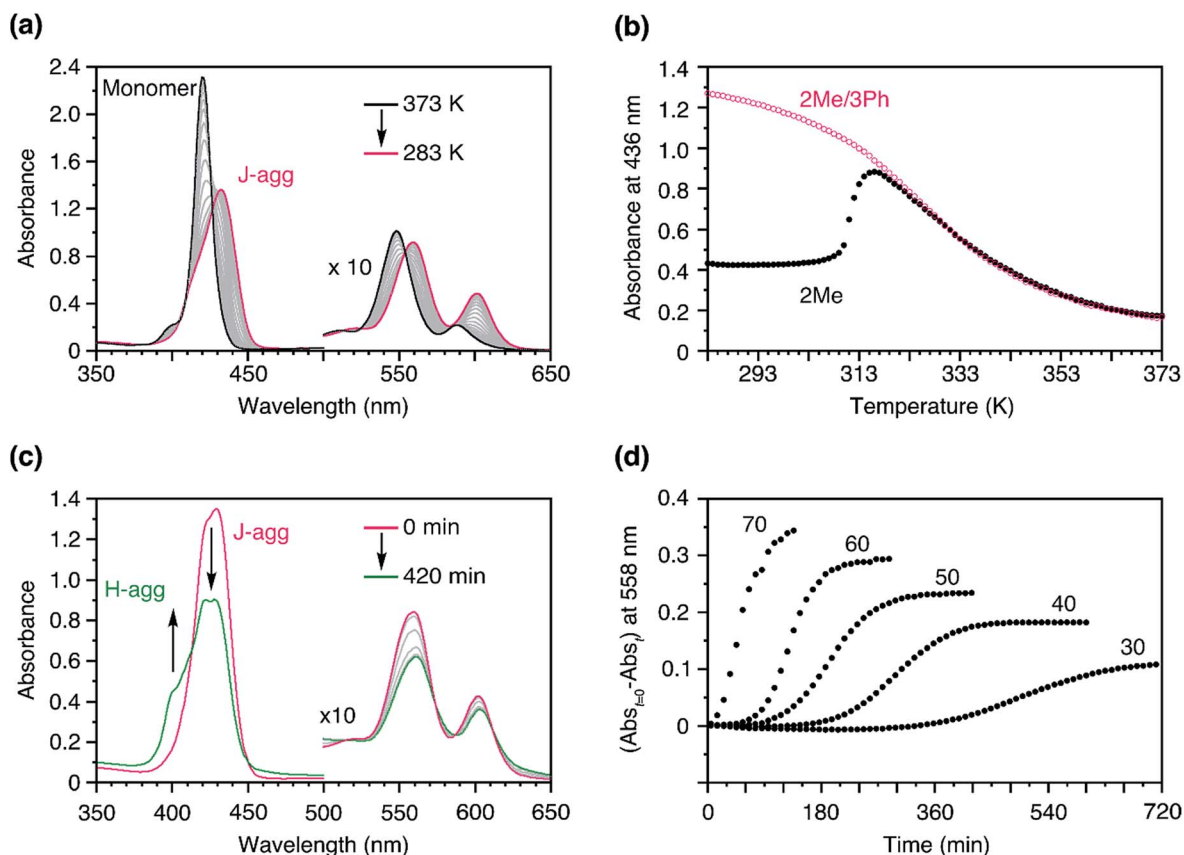 (a)
2.4
2.0
1.6
1.2
0.8
0.4
0
Absorbance
Monomer
373 K
283 K
J-agg
x 10
350
450
550
650
Wavelength (nm)
(b)
1.4
1.2
1.0
0.8
0.6
0.4
0.2
0
Absorbance at 436 nm
2Me/3Ph
2Me
293
313
333
353
373
Temperature (K)
(c)
1.4
1.2
1.0
0.8
0.6
0.4
0.2
0
Absorbance
J-agg
H-agg
0 min
420 min
x10
350
400
450
500
550
600
650
Wavelength (nm)
(d)
0.4
0.3
0.2
0.1
0
(Abst=0-Abst) at 558 nm
70
60
50
40
30
0
180
360
540
720
Time (min)